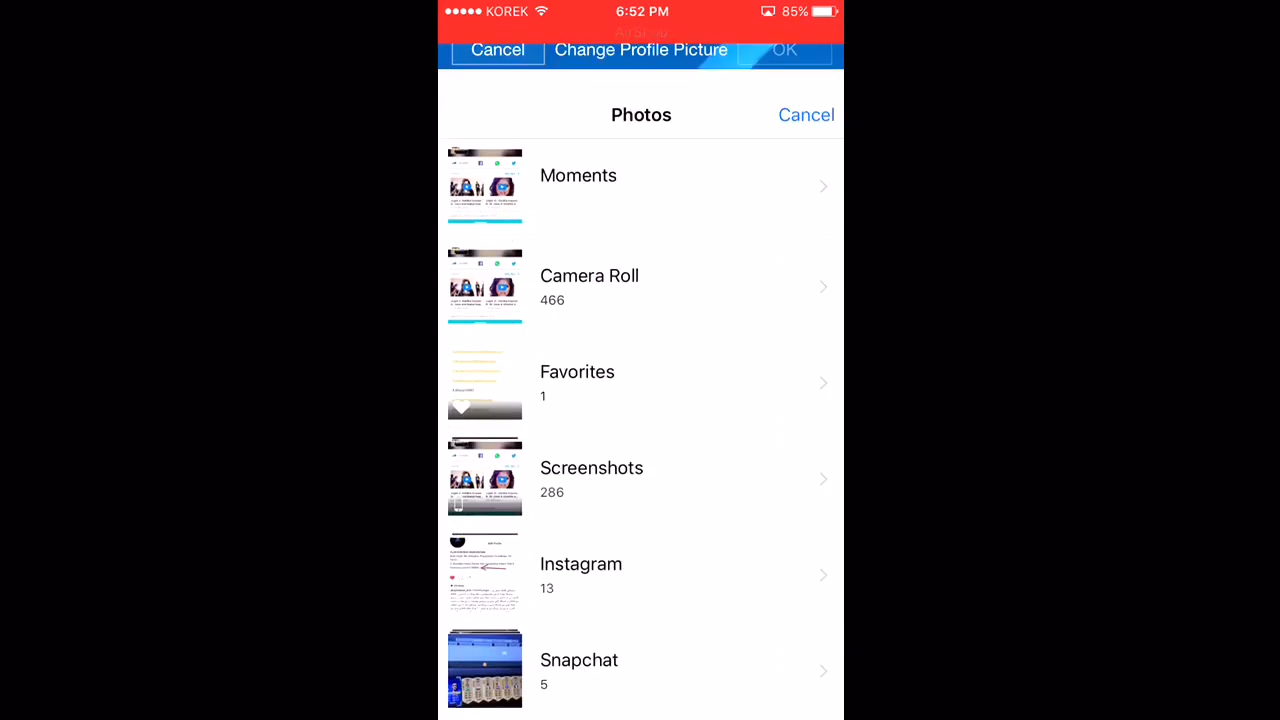 KOREK 6:52 PM 85%
Cancel Change Profile Picture OK
Photos Cancel
Moments
Camera Roll
466
Favorites
1
Screenshots
286
Instagram
13
Snapchat
5